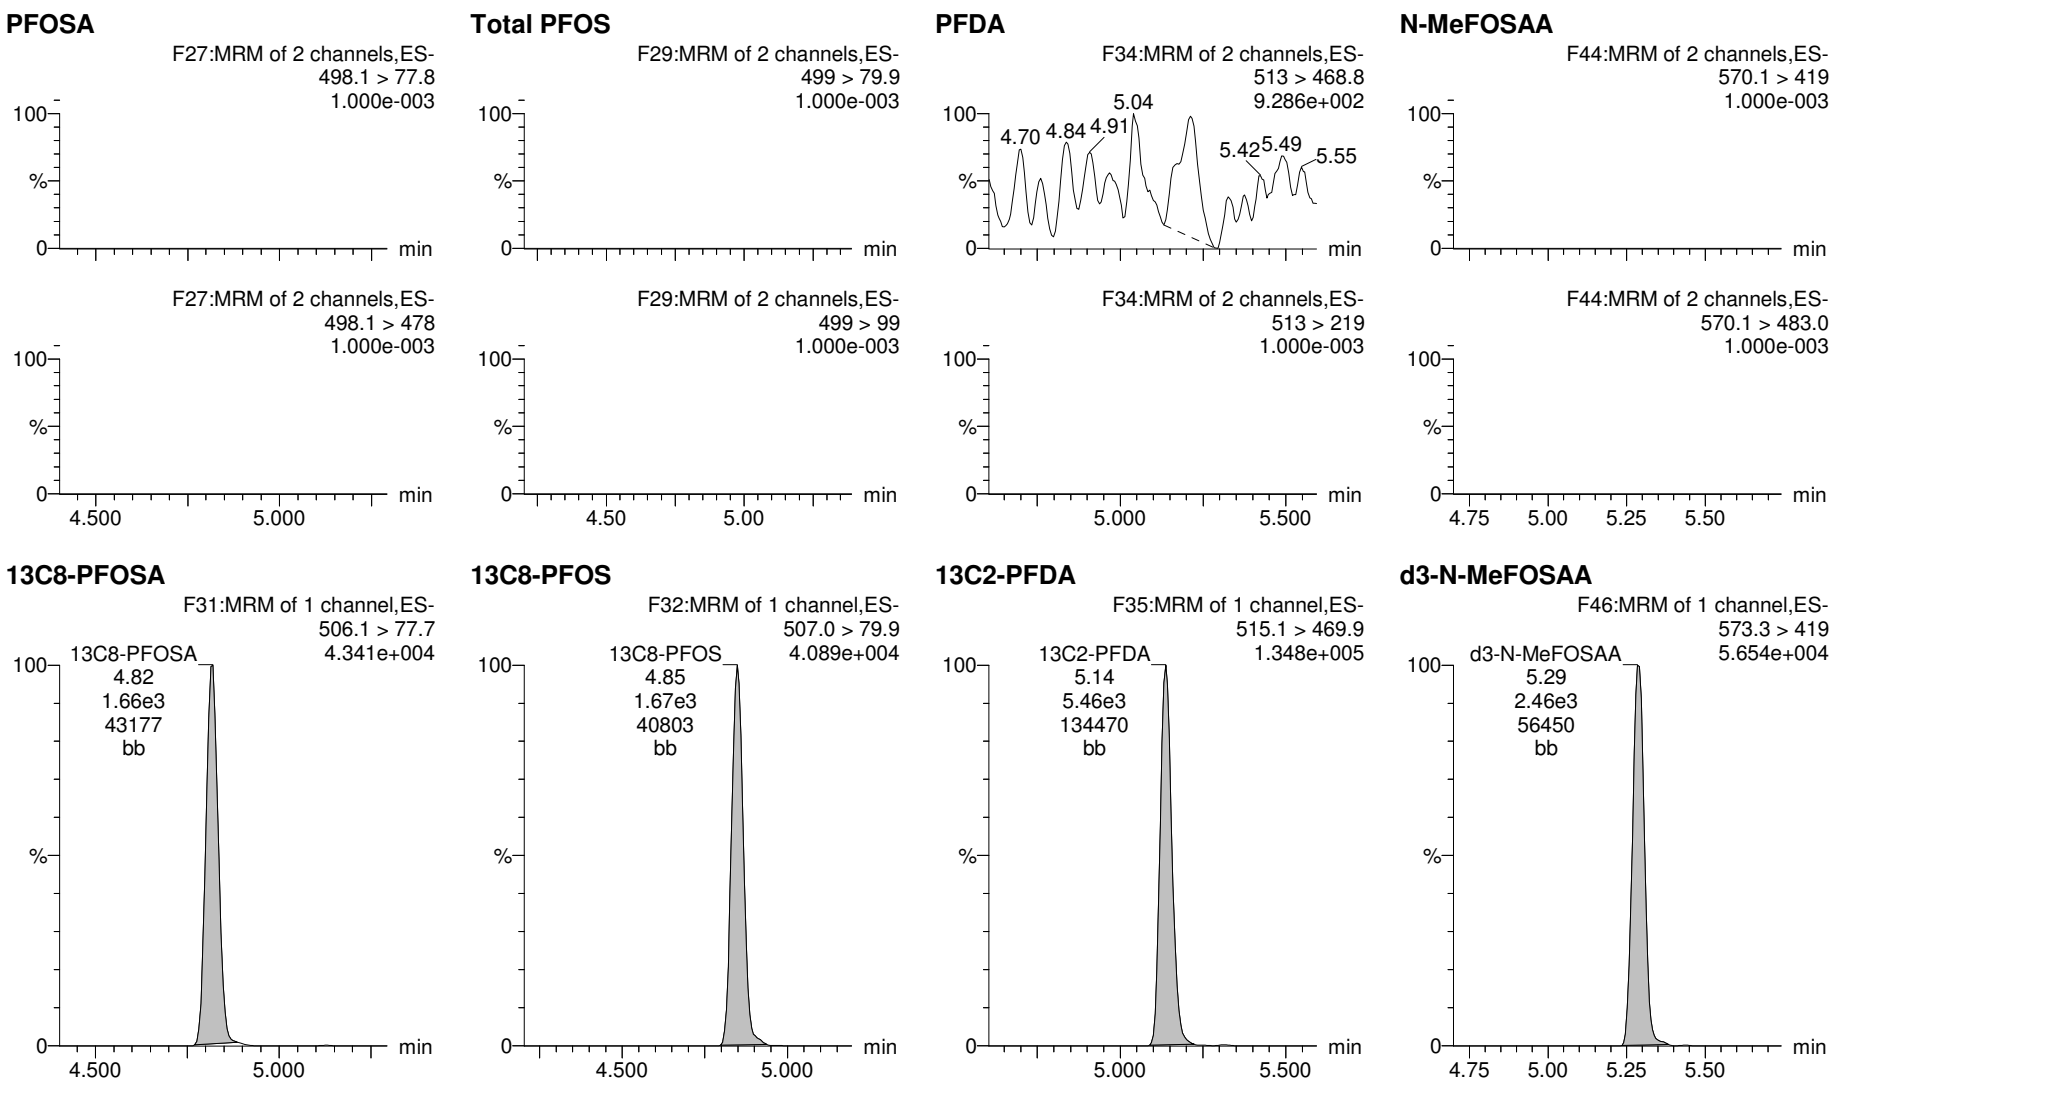 PFOSA
F27:MRM of 2 channels,ES-
498.1 > 77.8
1.000e-003
100
%
0
min
F27:MRM of 2 channels,ES-
498.1 > 478
1.000e-003
100
%
0
min
4.500 5.000
Total PFOS
F29:MRM of 2 channels,ES-
499 > 79.9
1.000e-003
100
%
0
min
F29:MRM of 2 channels,ES-
499 > 99
1.000e-003
100
%
0
min
4.50 5.00
PFDA
F34:MRM of 2 channels,ES-
513 > 468.8
9.286e+002
5.04
100
4.70 4.84 4.91
5.42 5.49 5.55
%
0
min
F34:MRM of 2 channels,ES-
513 > 219
1.000e-003
100
%
0
min
5.000 5.500
N-MeFOSAA
F44:MRM of 2 channels,ES-
570.1 > 419
1.000e-003
100
%
0
min
F44:MRM of 2 channels,ES-
570.1 > 483.0
1.000e-003
100
%
0
min
4.75 5.00 5.25 5.50
13C8-PFOSA
F31:MRM of 1 channel,ES-
506.1 > 77.7
4.341e+004
100
13C8-PFOSA
4.82
1.66e3
43177
bb
%
0
min
4.500 5.000
13C8-PFOS
F32:MRM of 1 channel,ES-
507.0 > 79.9
4.089e+004
100
13C8-PFOS
4.85
1.67e3
40803
bb
%
0
min
4.500 5.000
13C2-PFDA
F35:MRM of 1 channel,ES-
515.1 > 469.9
1.348e+005
100
13C2-PFDA
5.14
5.46e3
134470
bb
%
0
min
5.000 5.500
d3-N-MeFOSAA
F46:MRM of 1 channel,ES-
573.3 > 419
5.654e+004
100
d3-N-MeFOSAA
5.29
2.46e3
56450
bb
%
0
min
4.75 5.00 5.25 5.50